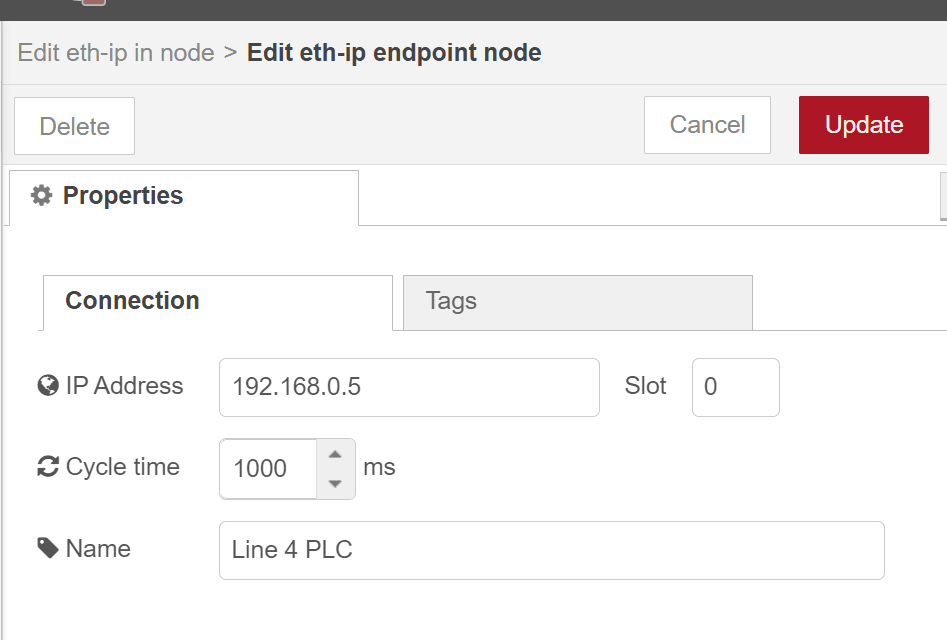 Edit eth-ip in node > Edit eth-ip endpoint node
Delete Cancel Update
Properties
Connection Tags
IP Address 192.168.0.5 Slot 0
Cycle time 1000 ms
Name Line 4 PLC